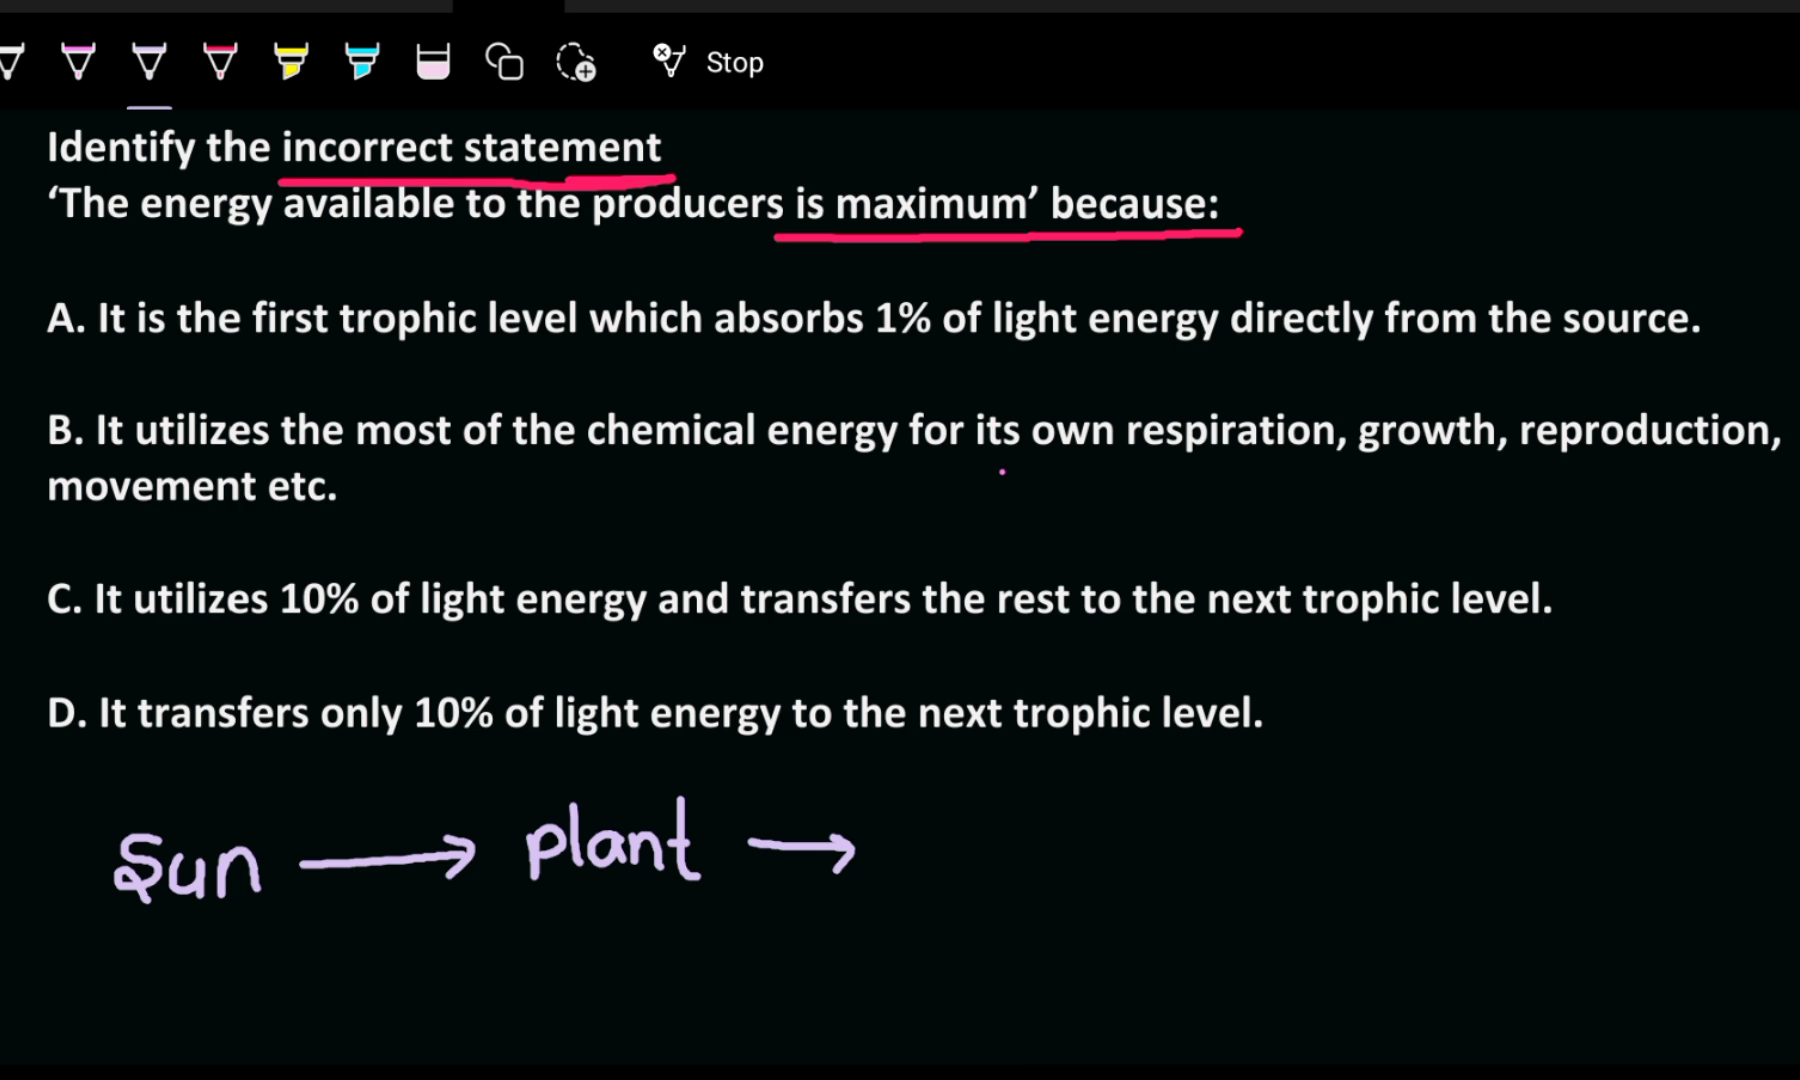 Stop
Identify the incorrect statement
‘The energy available to the producers is maximum’ because:
A. It is the first trophic level which absorbs 1% of light energy directly from the source.
B. It utilizes the most of the chemical energy for its own respiration, growth, reproduction,
movement etc.
C. It utilizes 10% of light energy and transfers the rest to the next trophic level.
D. It transfers only 10% of light energy to the next trophic level.
Sun → plant →